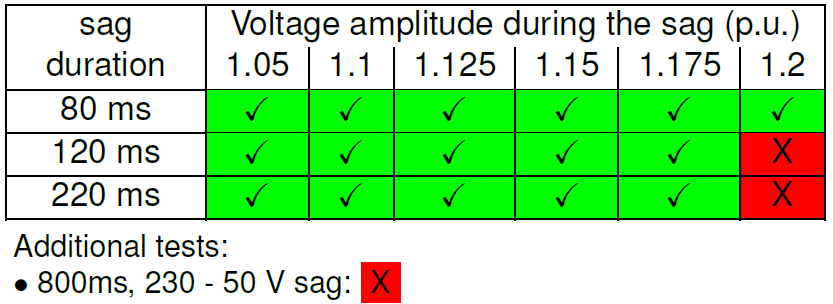 sag Voltage amplitude during the sag (p.u.)
duration 1.05 1.1 1.125 1.15 1.175 1.2
80 ms ✓ ✓ ✓ ✓ ✓ ✓
120 ms ✓ ✓ ✓ ✓ ✓ X
220 ms ✓ ✓ ✓ ✓ ✓ X
Additional tests:
• 800ms, 230 - 50 V sag: X